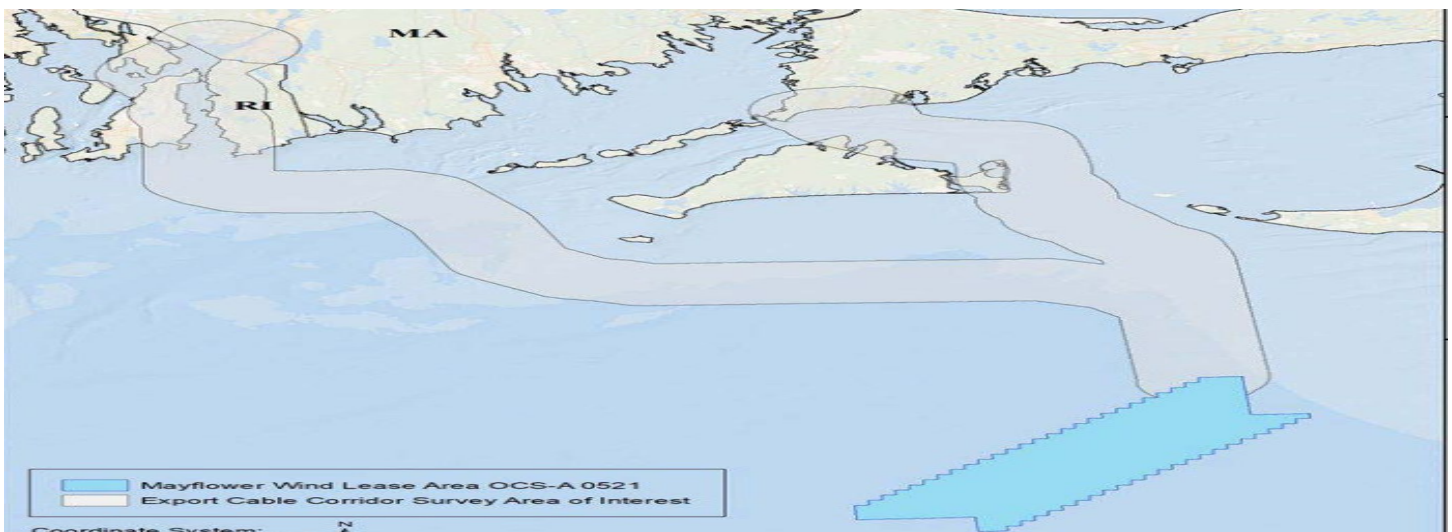 MA
RI
Mayflower Wind Lease Area OCS-A 0521
Export Cable Corridor Survey Area of Interest
Coordinate System:
N